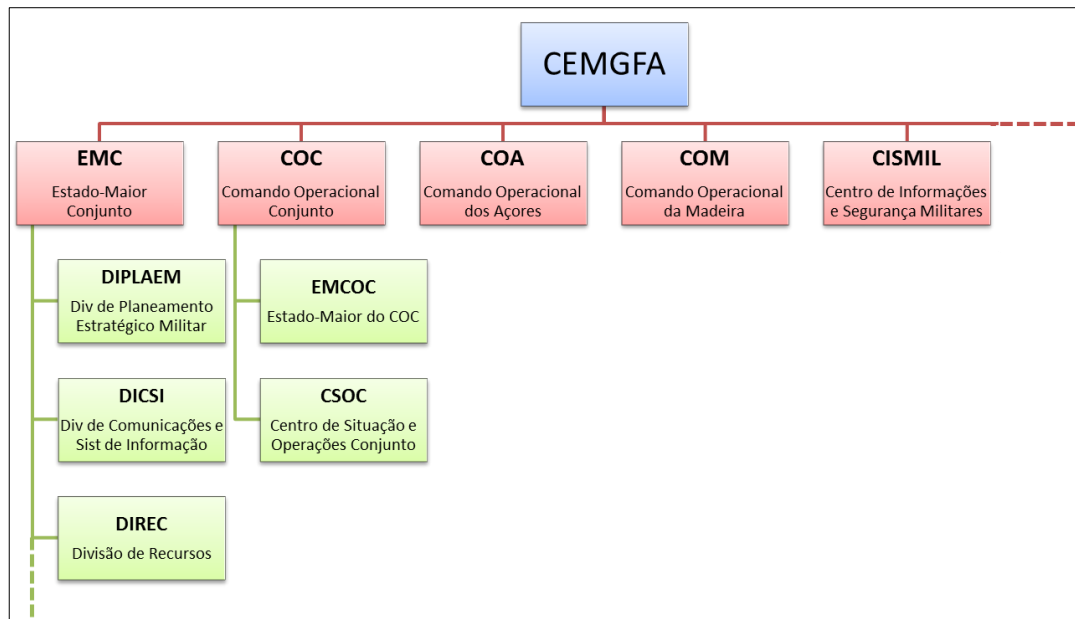 CEMGFA
EMC
Estado-Maior
Conjunto
COC
Comando Operacional
Conjunto
COA
Comando Operacional
dos Açores
COM
Comando Operacional
da Madeira
CISMIL
Centro de Informações
e Segurança Militares
DIPLAEM
Div de Planeamento
Estratégico Militar
EMCOC
Estado-Maior do COC
DICSI
Div de Comunicações e
Sist de Informação
CSOC
Centro de Situação e
Operações Conjunto
DIREC
Divisão de Recursos